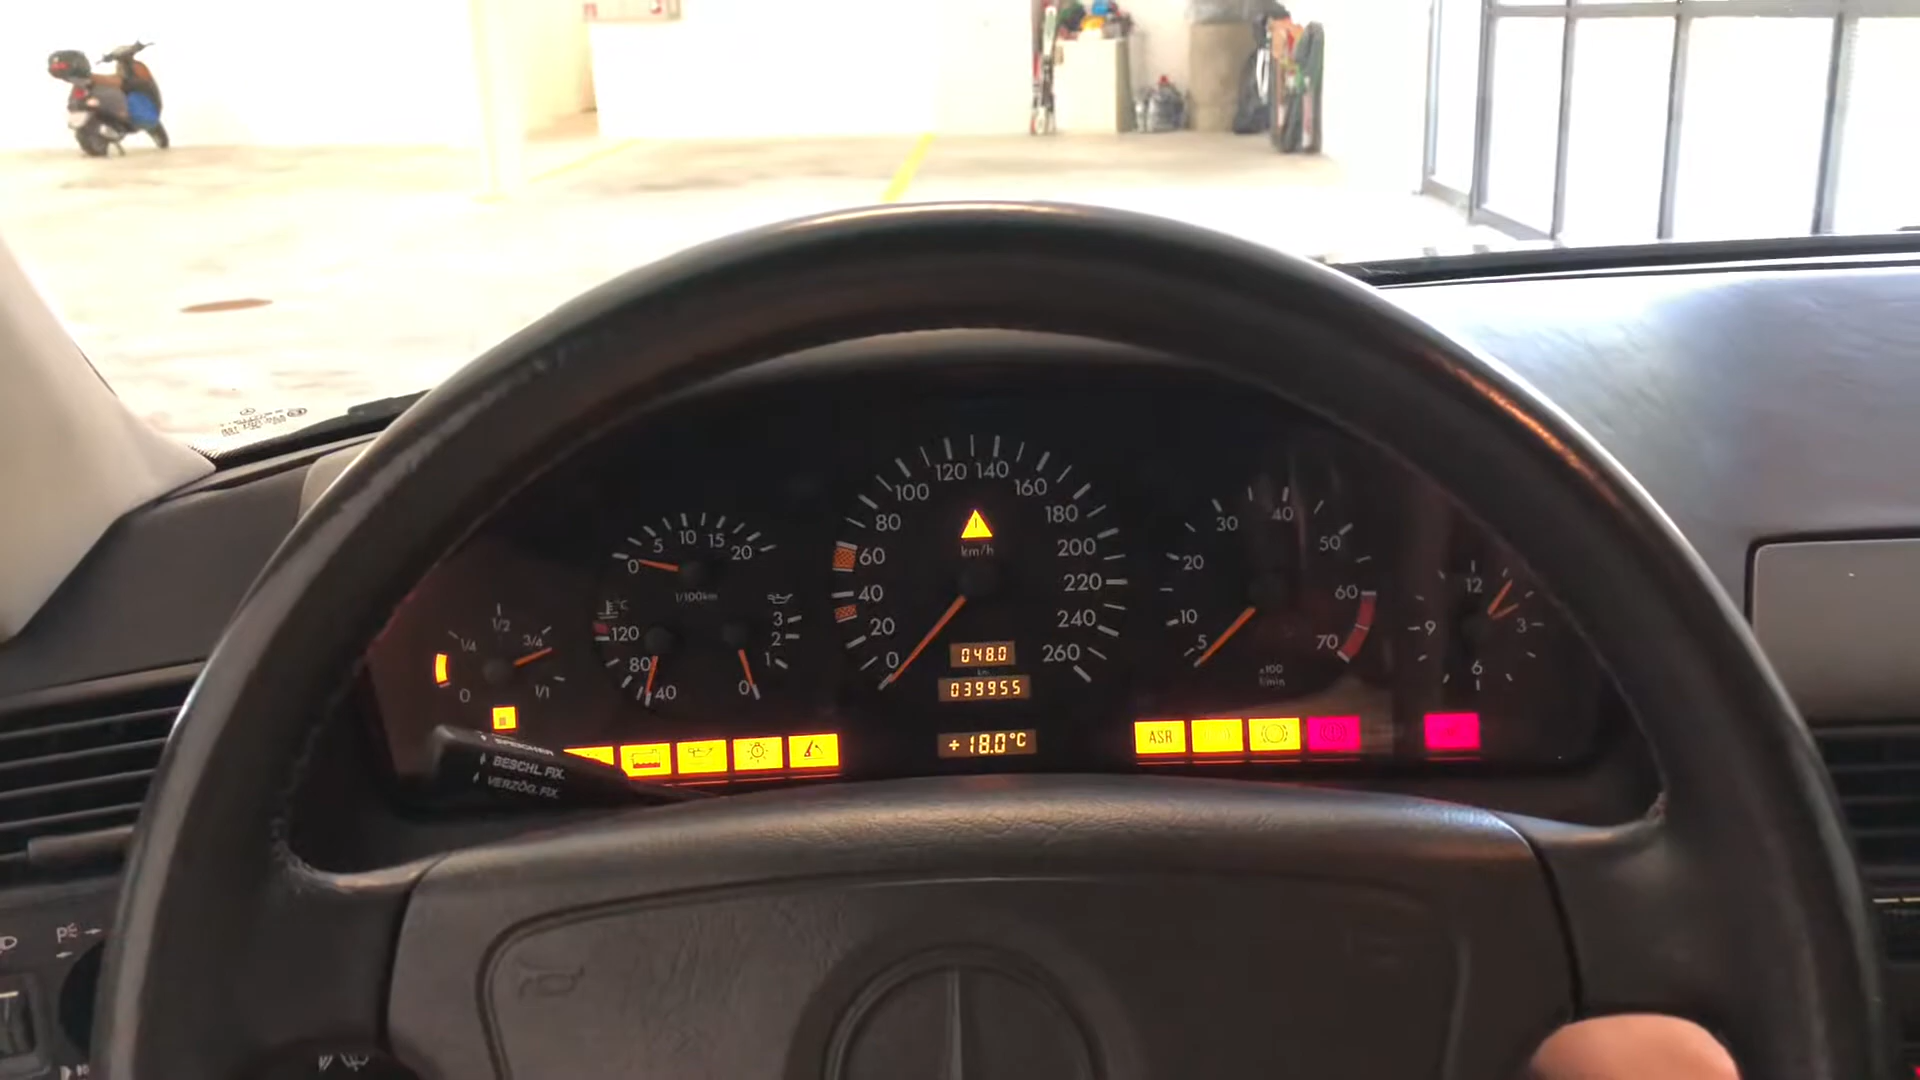 120 140
100 160
80 180
60 200
40 220
20 240
0 260
km/h
048.0
km
039955
+18.0°C
0 5 10 15 20
l/100km
°C
120
80
40
3
2
1
0
1/2
1/4 3/4
0 1/1
30 40
20 50
10 60
5 70
x100
1/min
12
9 3
6
ASR
SPEICHER
BESCHL. FIX.
VERZÖG. FIX.